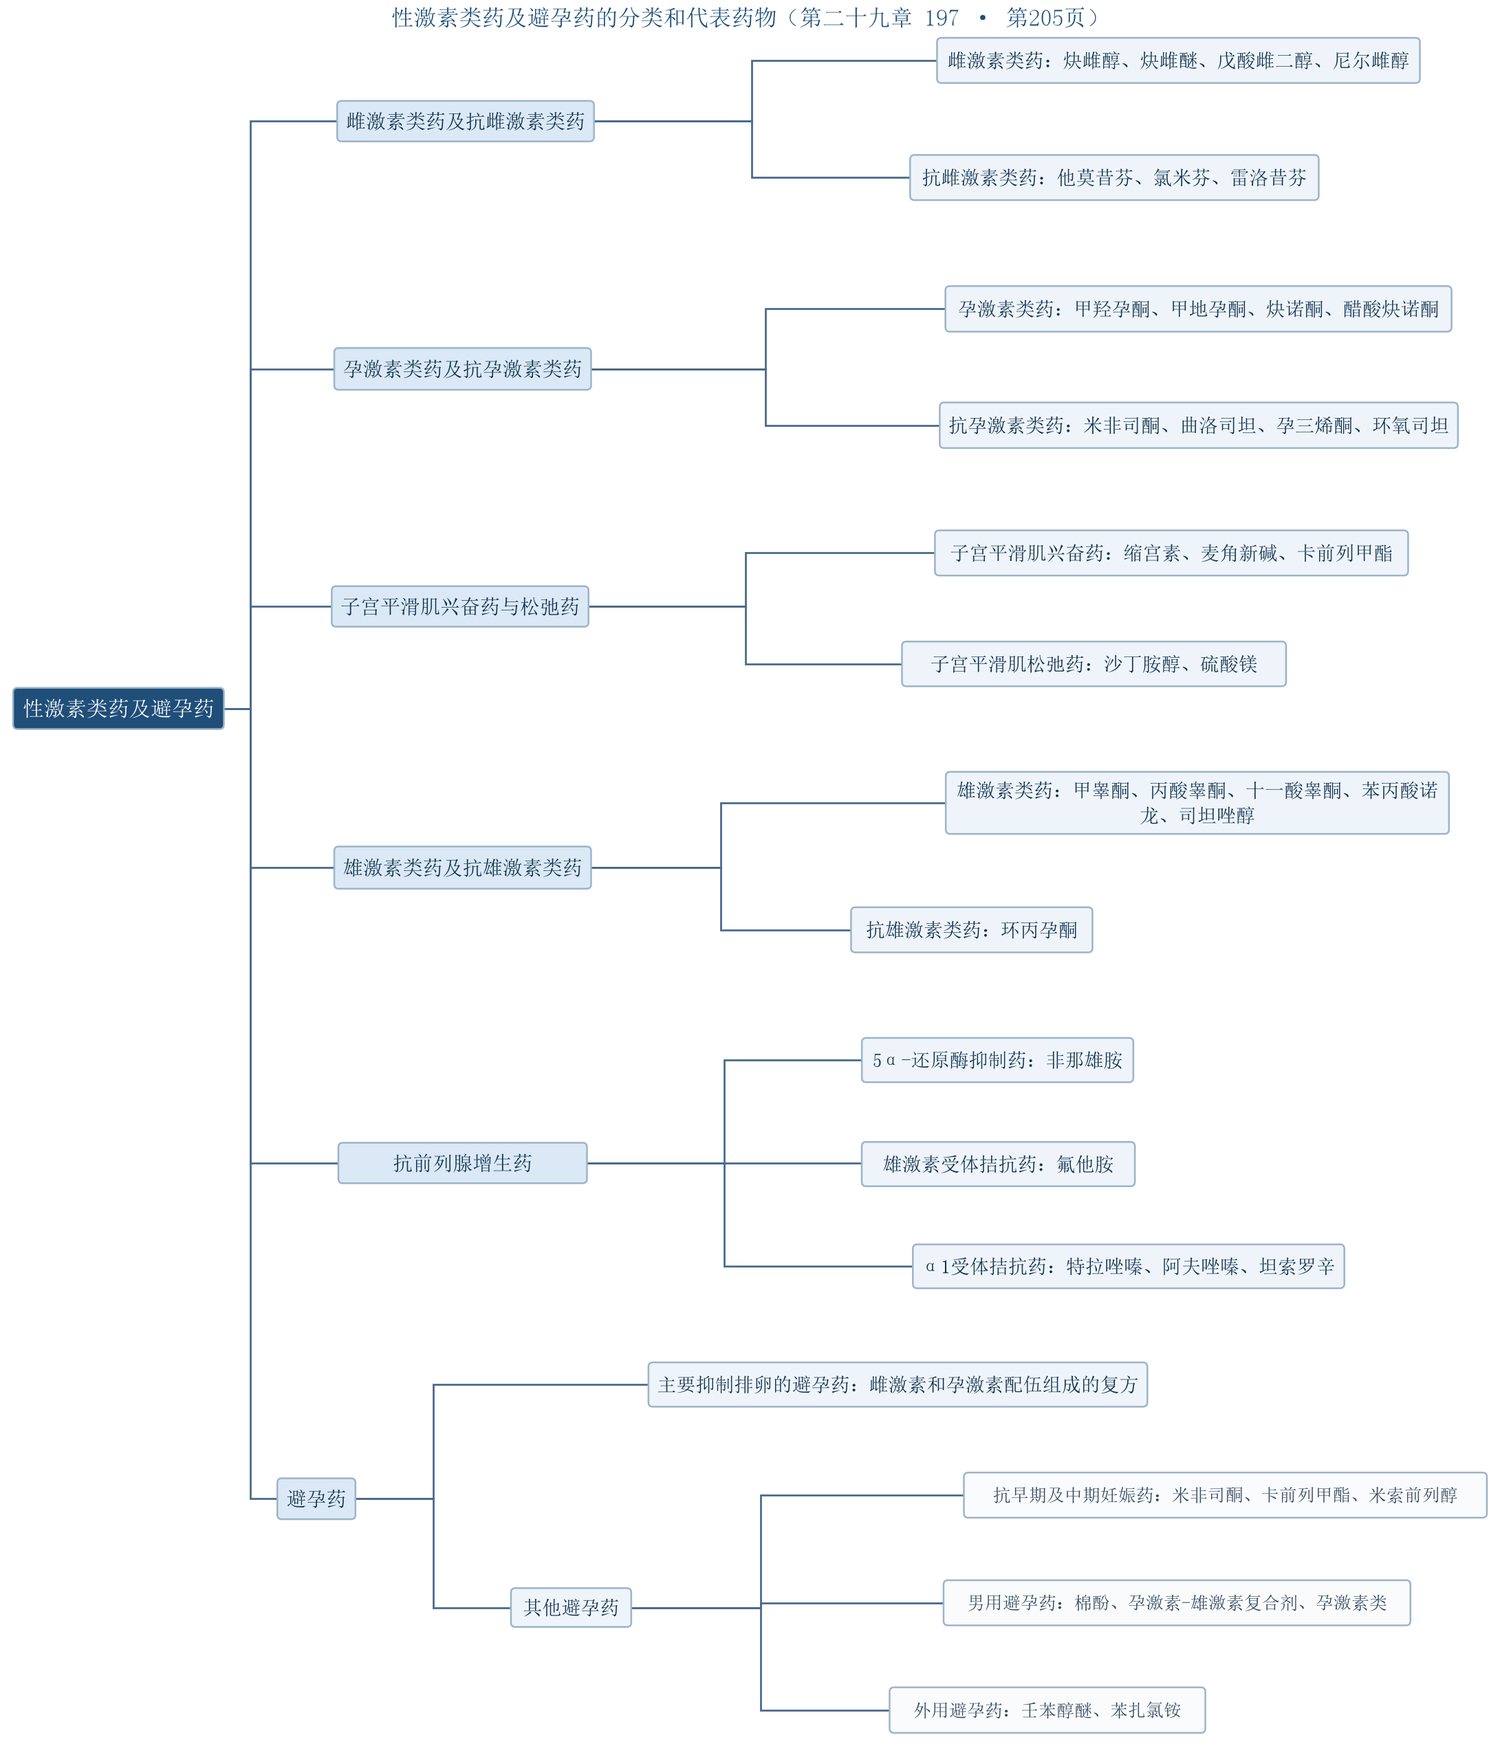 性激素类药及避孕药的分类和代表药物（第二十九章 197 • 第205页）
性激素类药及避孕药
雌激素类药及抗雌激素类药
雌激素类药：炔雌醇、炔雌醚、戊酸雌二醇、尼尔雌醇
抗雌激素类药：他莫昔芬、氯米芬、雷洛昔芬
孕激素类药及抗孕激素类药
孕激素类药：甲羟孕酮、甲地孕酮、炔诺酮、醋酸炔诺酮
抗孕激素类药：米非司酮、曲洛司坦、孕三烯酮、环氧司坦
子宫平滑肌兴奋药与松弛药
子宫平滑肌兴奋药：缩宫素、麦角新碱、卡前列甲酯
子宫平滑肌松弛药：沙丁胺醇、硫酸镁
雄激素类药及抗雄激素类药
雄激素类药：甲睾酮、丙酸睾酮、十一酸睾酮、苯丙酸诺
龙、司坦唑醇
抗雄激素类药：环丙孕酮
抗前列腺增生药
5α-还原酶抑制药：非那雄胺
雄激素受体拮抗药：氟他胺
α1受体拮抗药：特拉唑嗪、阿夫唑嗪、坦索罗辛
避孕药
主要抑制排卵的避孕药：雌激素和孕激素配伍组成的复方
其他避孕药
抗早期及中期妊娠药：米非司酮、卡前列甲酯、米索前列醇
男用避孕药：棉酚、孕激素-雄激素复合剂、孕激素类
外用避孕药：壬苯醇醚、苯扎氯铵